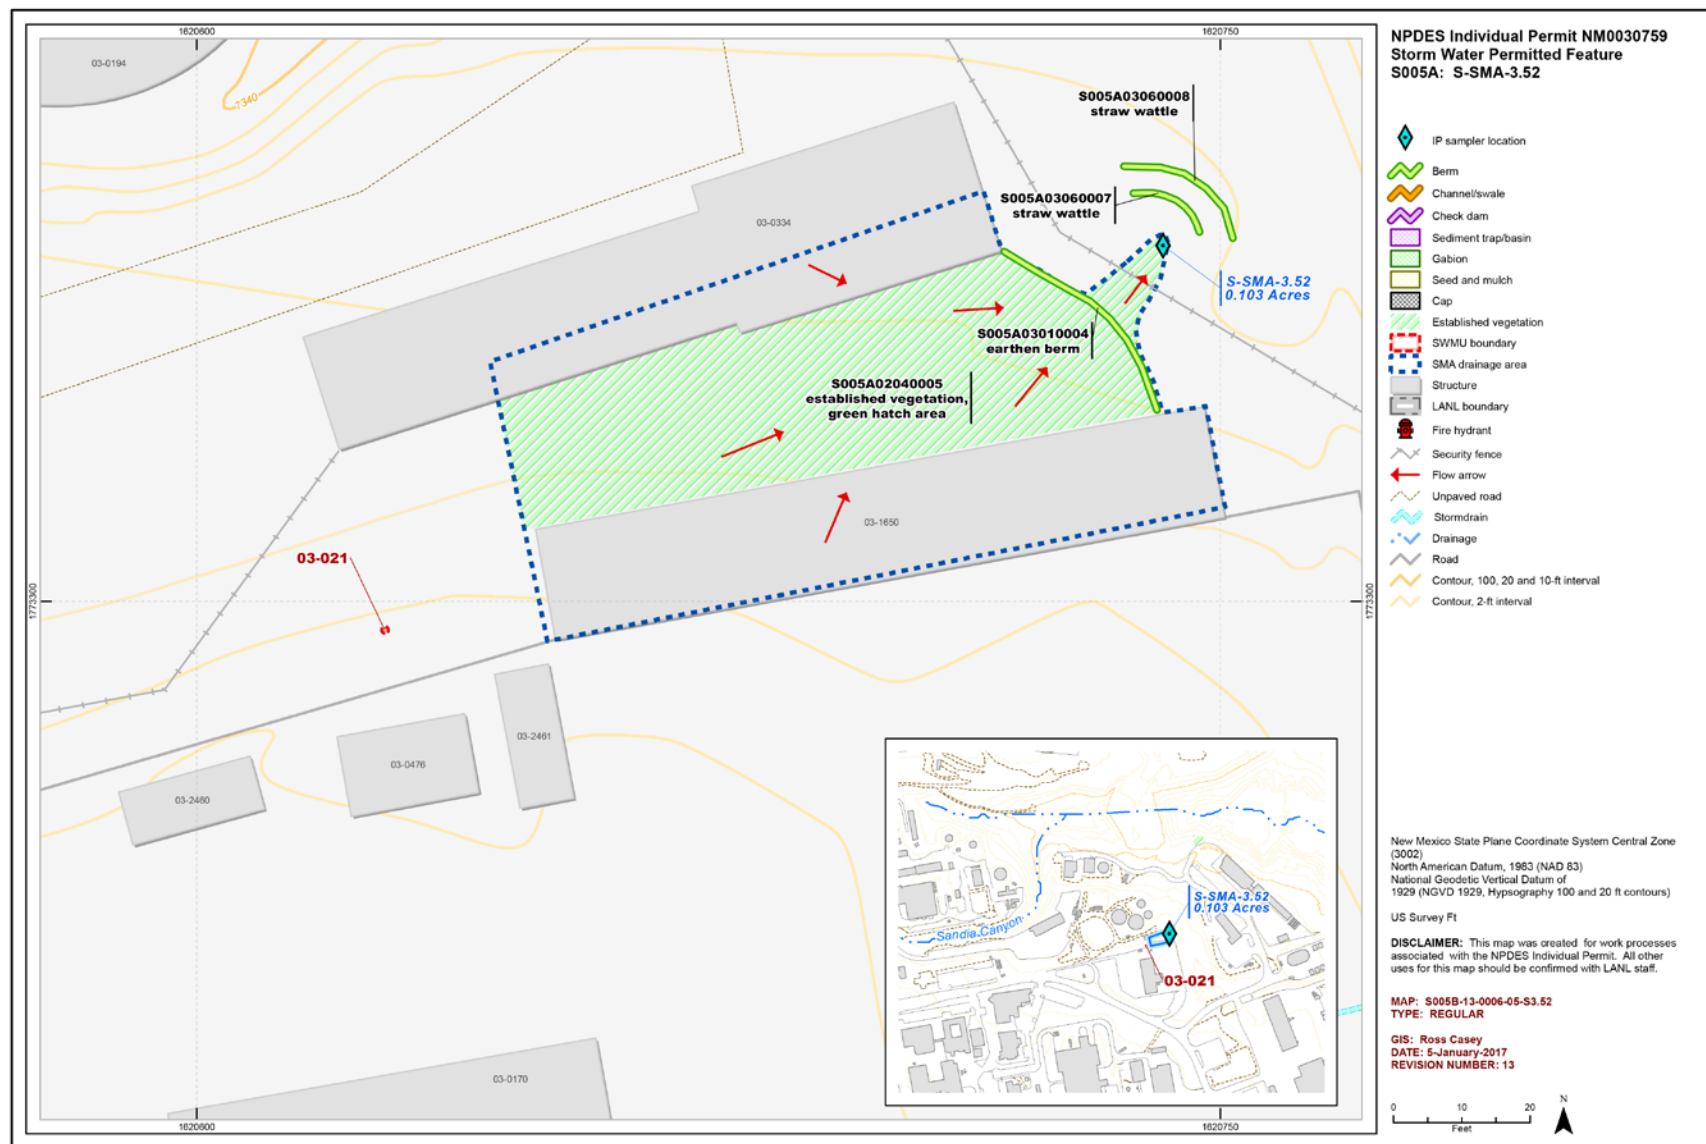 1620600
1620750
03-0194
7340
S005A03060008
straw wattle
03-0334
S005A03060007
straw wattle
S-SMA-3.52
0.103 Acres
S005A03010004
earthen berm
S005A02040005
established vegetation,
green hatch area
03-1650
03-021
1773300
1773300
03-2461
03-0476
03-2460
03-0170
S-SMA-3.52
0.103 Acres
Sandia Canyon
03-021
1620600
1620750
NPDES Individual Permit NM0030759
Storm Water Permitted Feature
S005A: S-SMA-3.52
IP sampler location
Berm
Channel/swale
Check dam
Sediment trap/basin
Gabion
Seed and mulch
Cap
Established vegetation
SWMU boundary
SMA drainage area
Structure
LANL boundary
Fire hydrant
Security fence
Flow arrow
Unpaved road
Stormdrain
Drainage
Road
Contour, 100, 20 and 10-ft interval
Contour, 2-ft interval
New Mexico State Plane Coordinate System Central Zone
(3002)
North American Datum, 1983 (NAD 83)
National Geodetic Vertical Datum of
1929 (NGVD 1929, Hypsography 100 and 20 ft contours)
US Survey Ft
DISCLAIMER: This map was created for work processes
associated with the NPDES Individual Permit. All other
uses for this map should be confirmed with LANL staff.
MAP: S005B-13-0006-05-S3.52
TYPE: REGULAR
GIS: Ross Casey
DATE: 5-January-2017
REVISION NUMBER: 13
0 10 20
Feet
N